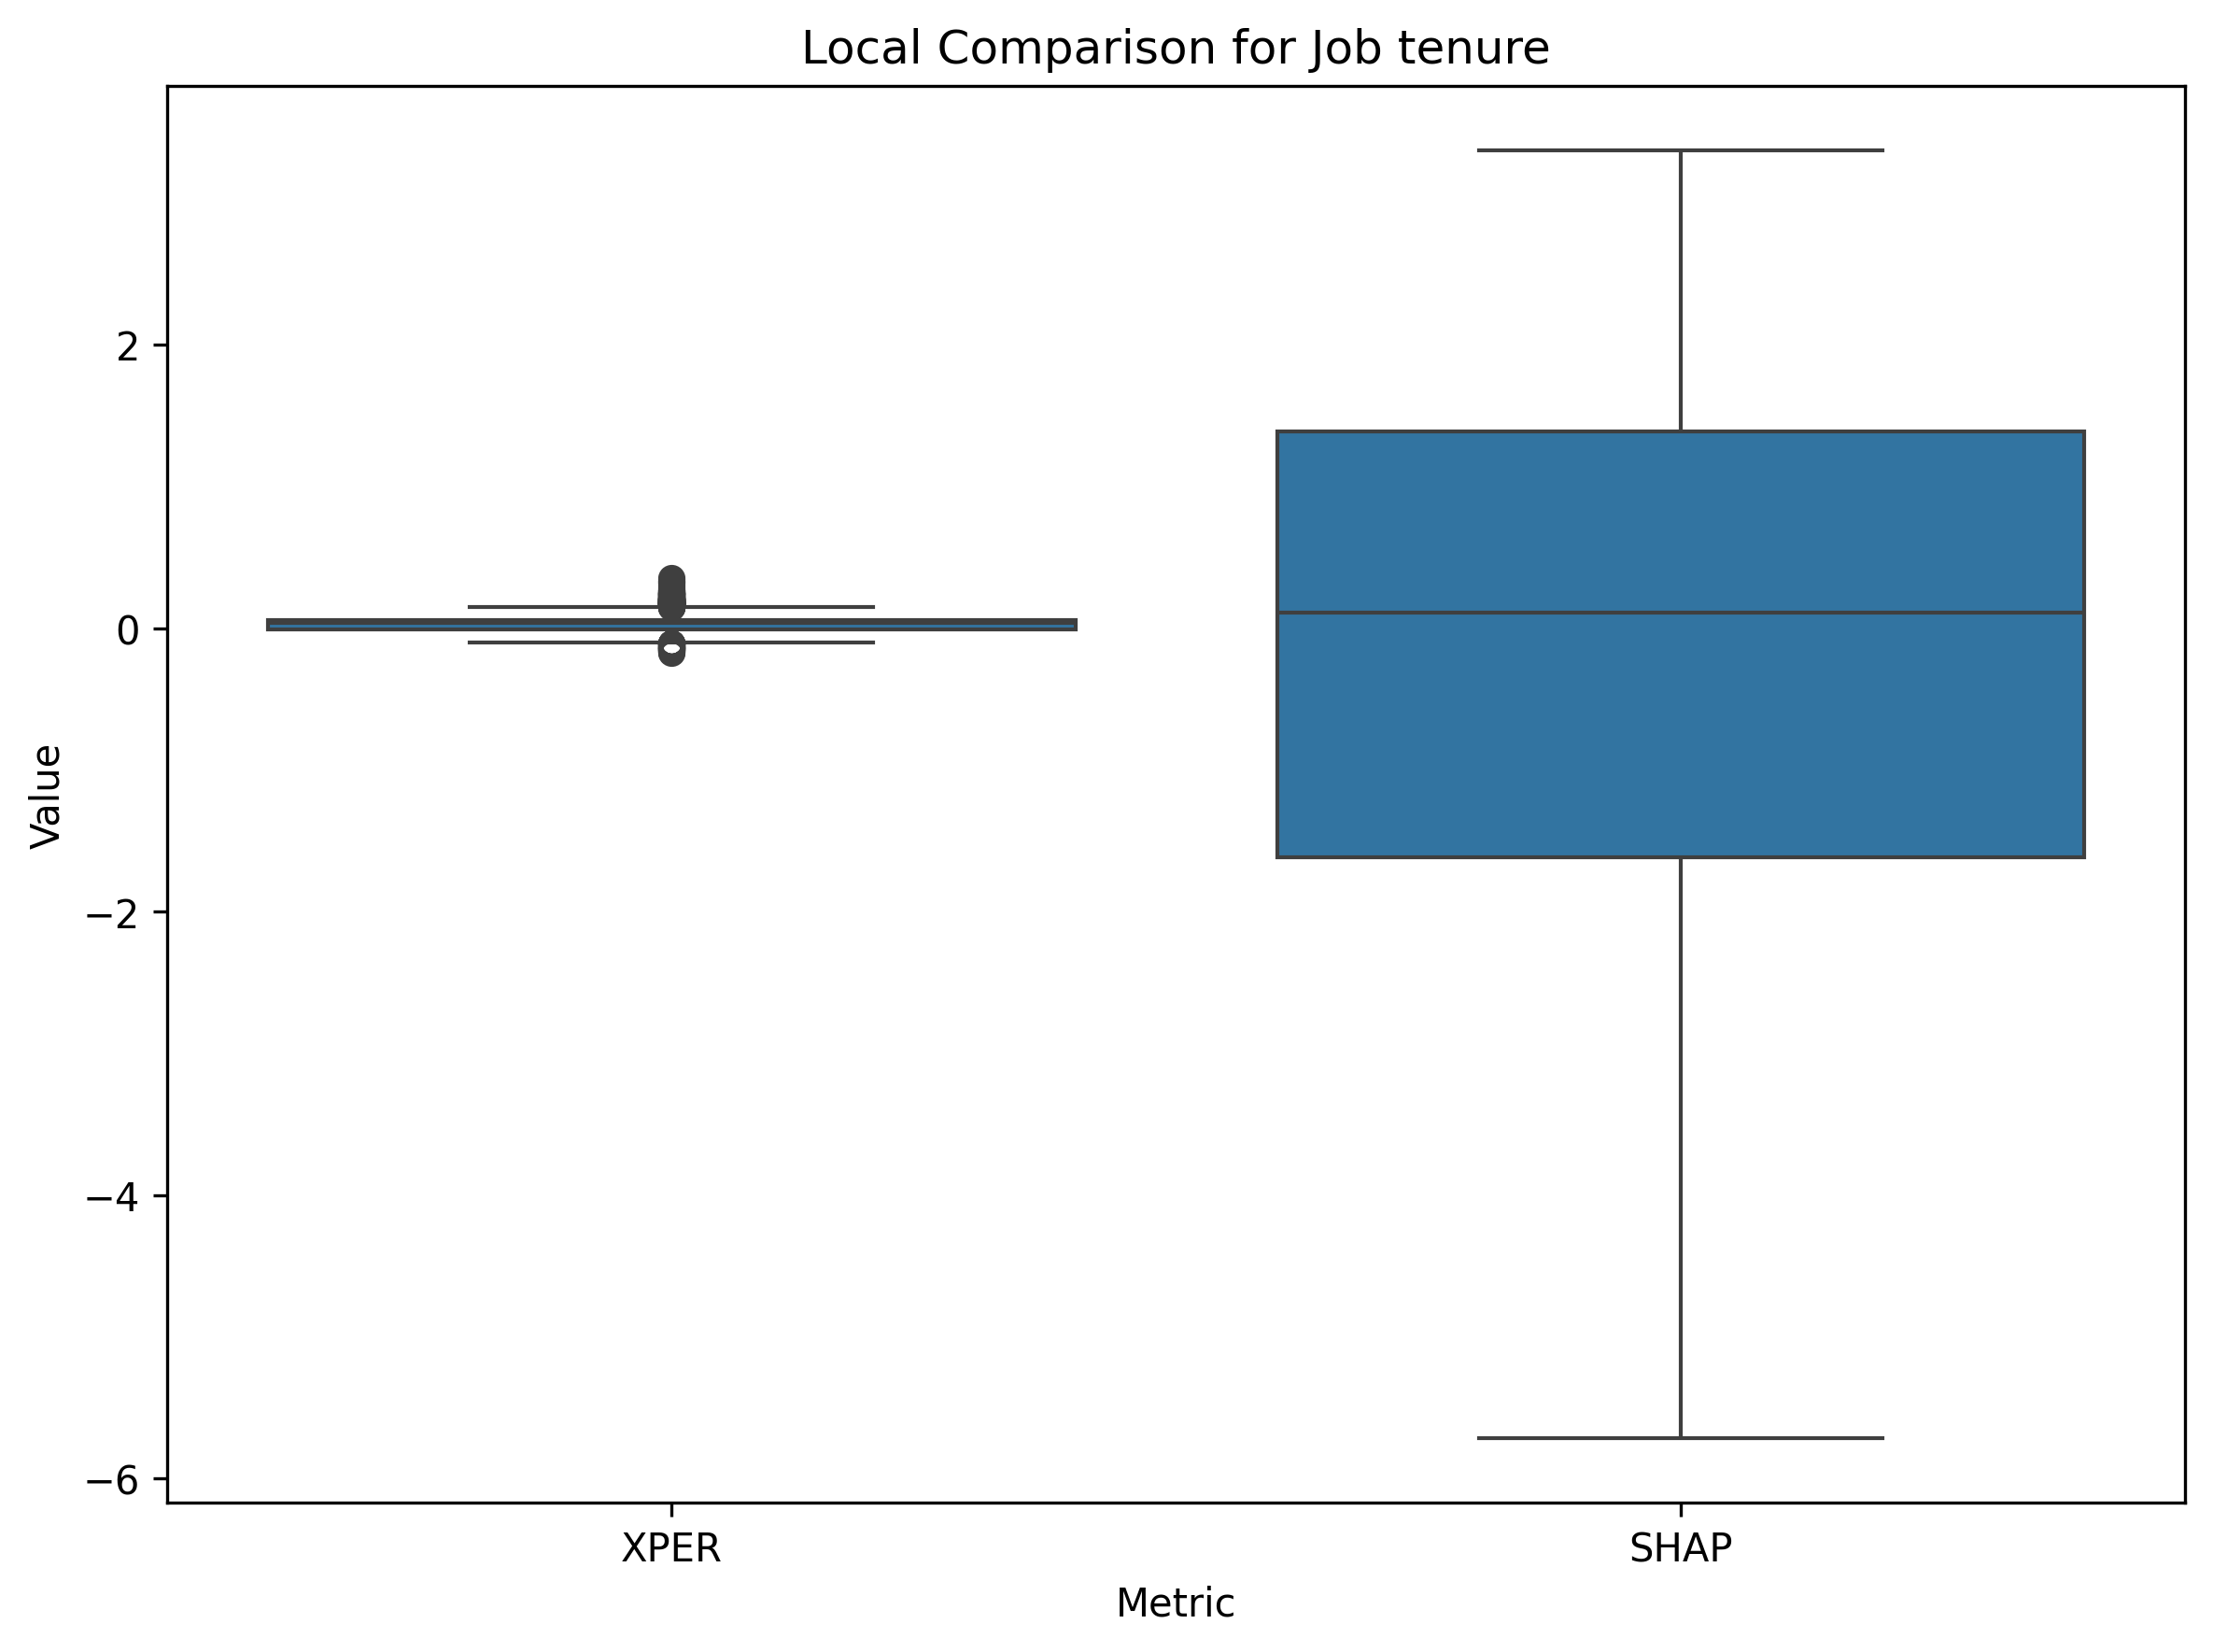 Local Comparison for Job tenure
Value
2
0
−2
−4
−6
XPER
SHAP
Metric